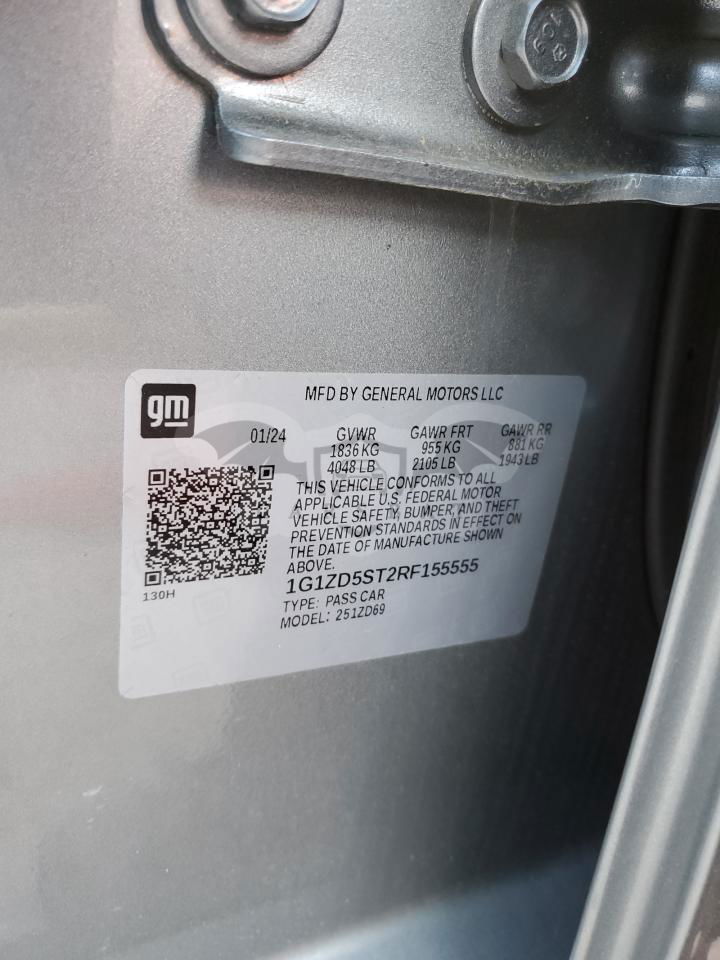 10.9
gm
MFD BY GENERAL MOTORS LLC
01/24 GVWR GAWR FRT GAWR RR
1836 KG 955 KG 881 KG
4048 LB 2105 LB 1943 LB
THIS VEHICLE CONFORMS TO ALL
APPLICABLE U.S. FEDERAL MOTOR
VEHICLE SAFETY, BUMPER, AND THEFT
PREVENTION STANDARDS IN EFFECT ON
THE DATE OF MANUFACTURE SHOWN
ABOVE.
130H
1G1ZD5ST2RF155555
TYPE: PASS CAR
MODEL: 251ZD69